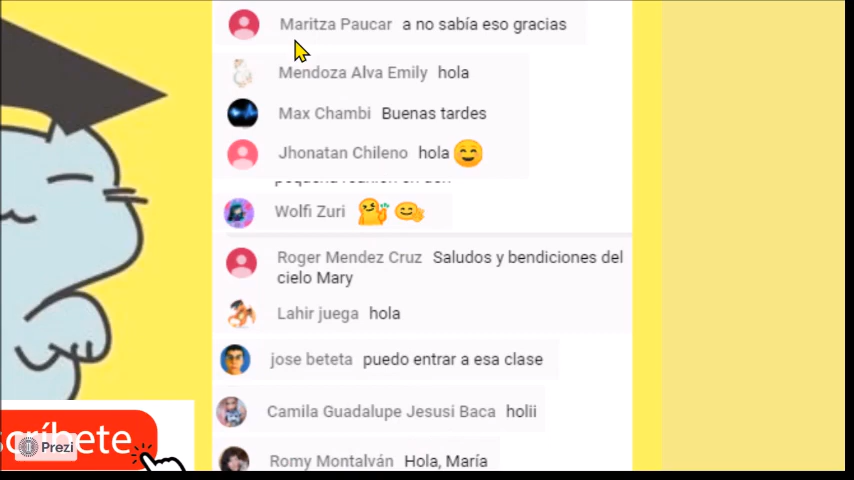 Maritza Paucar a no sabía eso gracias
Mendoza Alva Emily hola
Max Chambi Buenas tardes
Jhonatan Chileno hola 😊
Wolfi Zuri
Roger Mendez Cruz Saludos y bendiciones del
cielo Mary
Lahir juega hola
jose beteta puedo entrar a esa clase
Camila Guadalupe Jesusi Baca holii
críbete
Prezi
Romy Montalván Hola, María